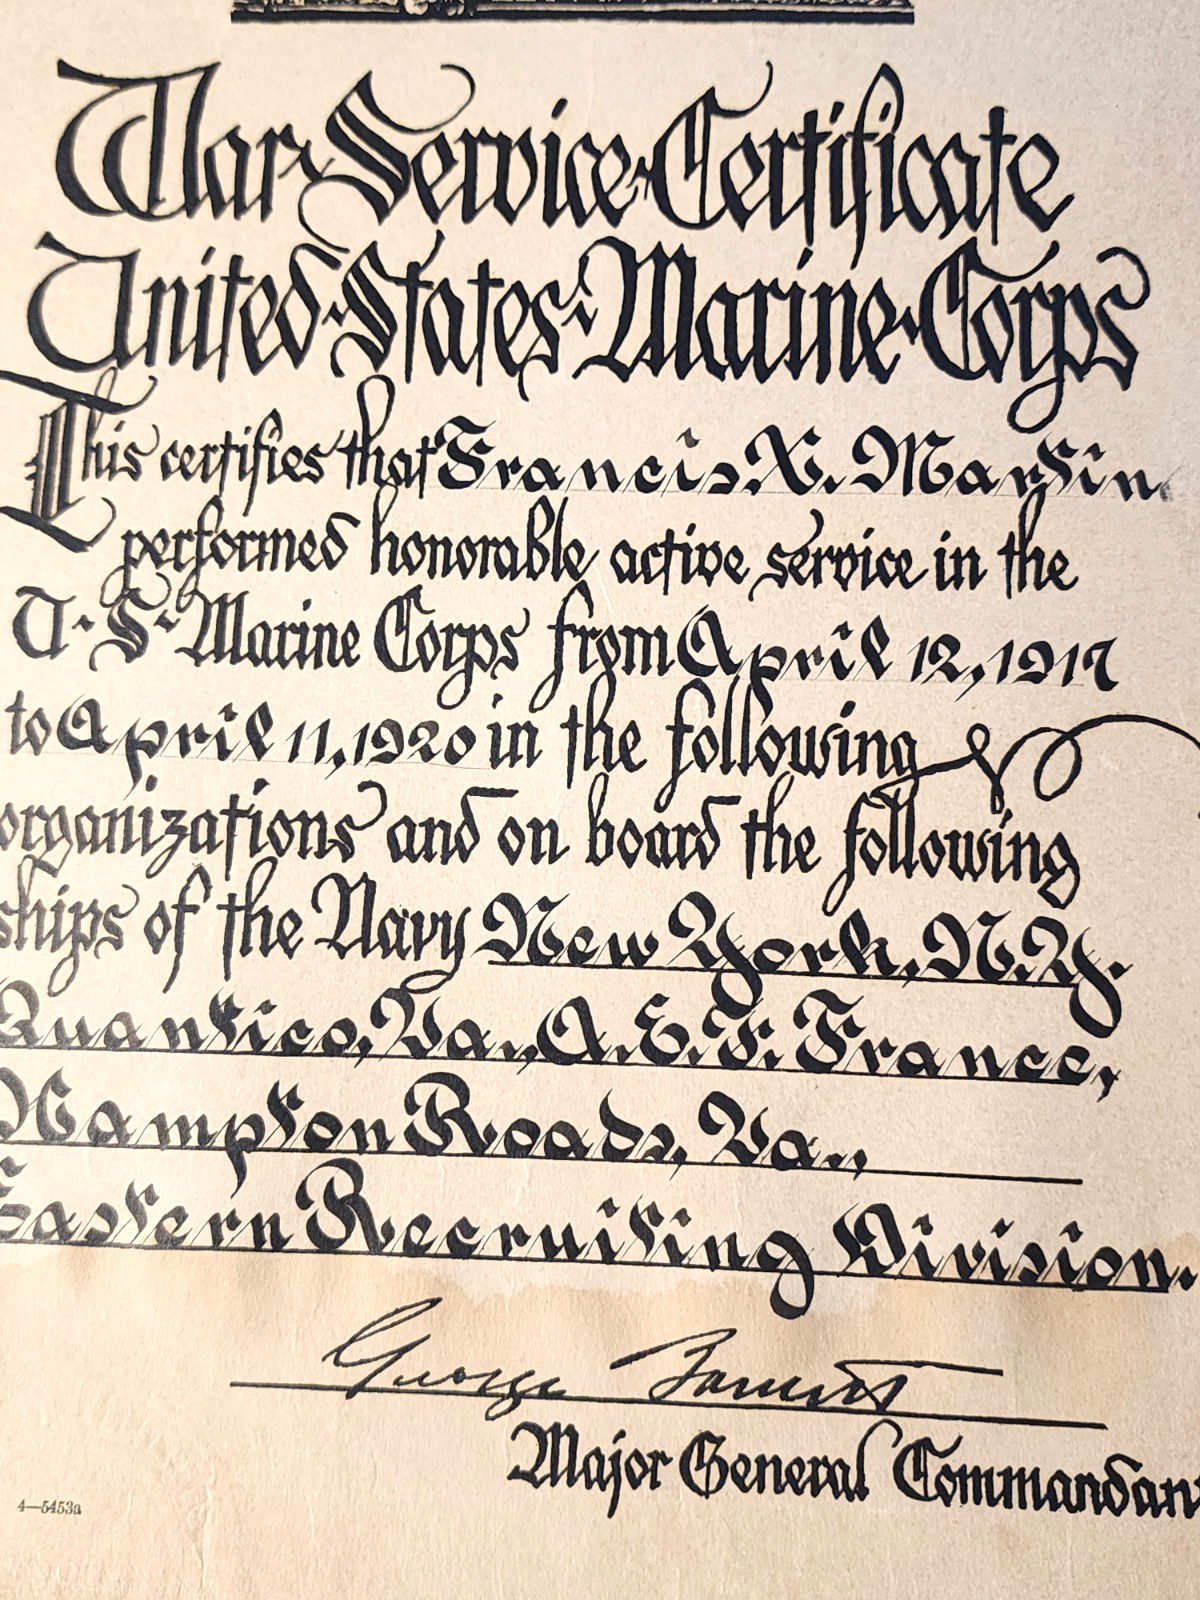 War Service Certificate
United States Marine Corps
This certifies that Francis X. Martin
performed honorable active service in the
U. S. Marine Corps from April 12, 1917
to April 11, 1920 in the following
organizations and on board the following
ships of the Navy New York, N.Y.
Quantico, Va., A.E.F. France,
Hampton Roads, Va.,
Eastern Recruiting Division.
George Barnett
Major General Commandant
4—5453a